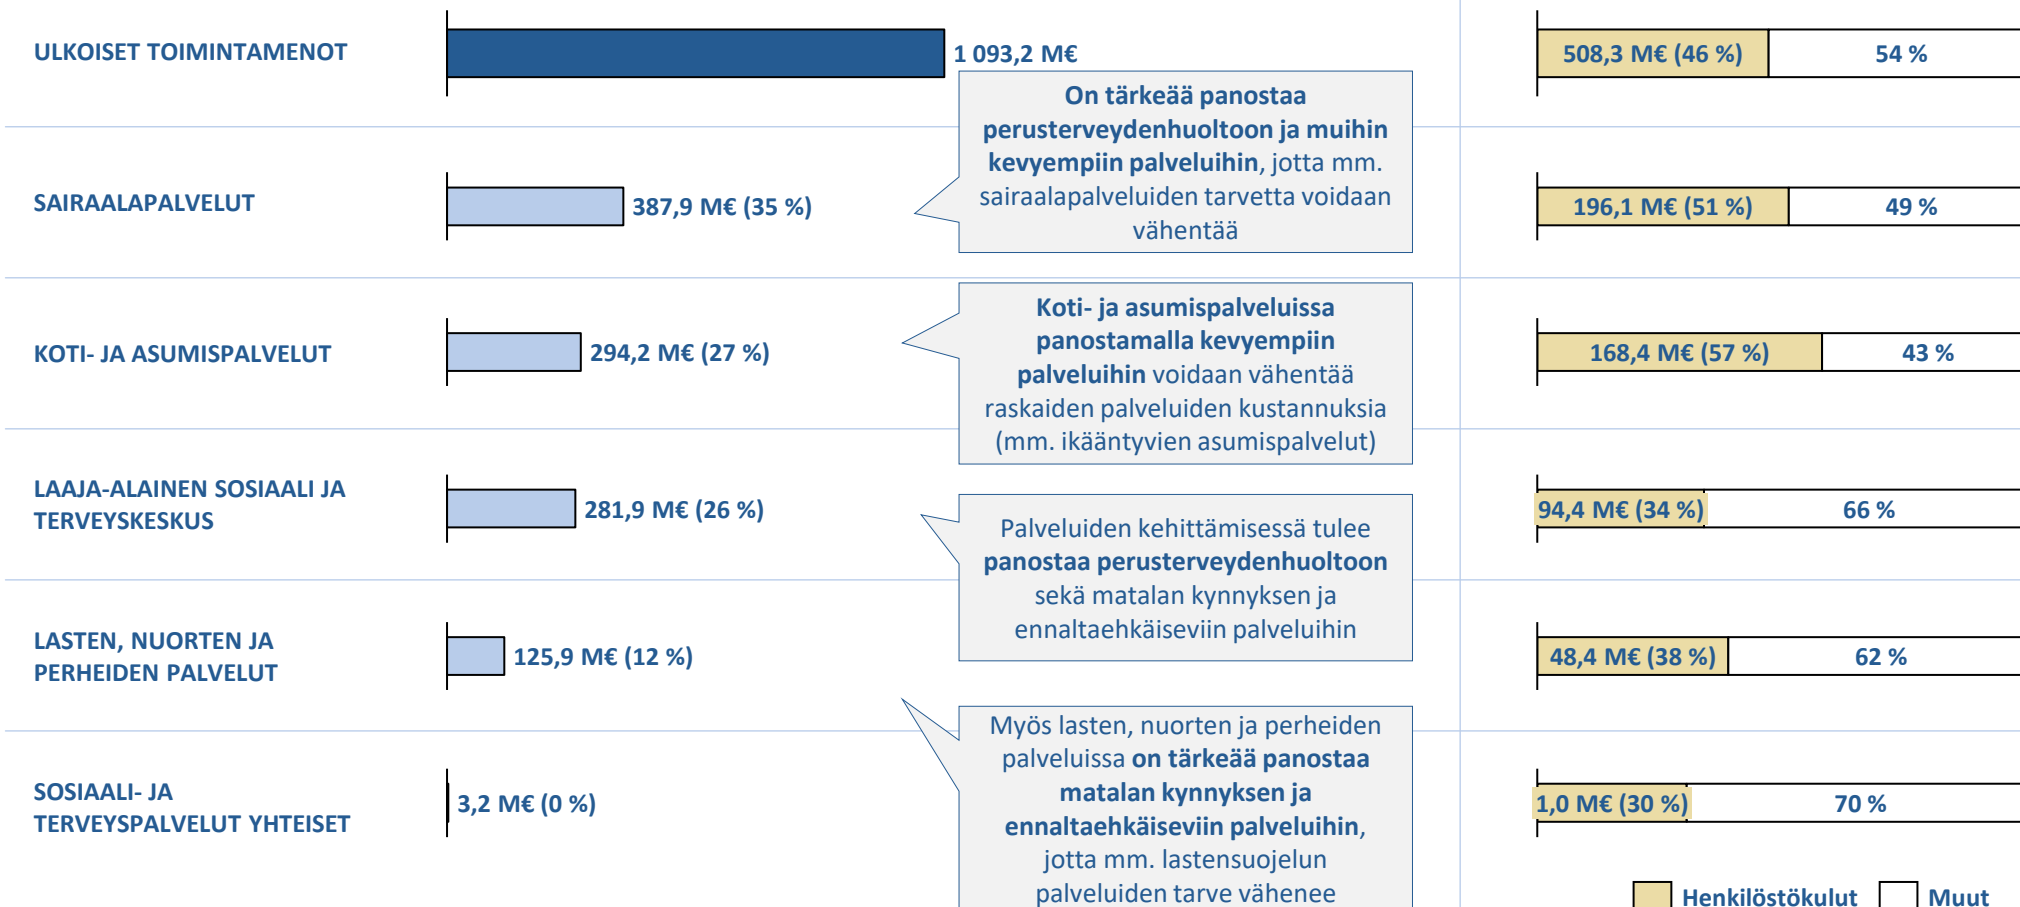 ULKOISET TOIMINTAMENOT
1 093,2 M€
508,3 M€ (46 %)
54 %
On tärkeää panostaa
perusterveydenhuoltoon ja muihin
kevyempiin palveluihin, jotta mm.
sairaalapalveluiden tarvetta voidaan
vähentää
SAIRAALAPALVELUT
387,9 M€ (35 %)
196,1 M€ (51 %)
49 %
KOTI- JA ASUMISPALVELUT
294,2 M€ (27 %)
Koti- ja asumispalveluissa
panostamalla kevyempiin
palveluihin voidaan vähentää
raskaiden palveluiden kustannuksia
(mm. ikääntyvien asumispalvelut)
168,4 M€ (57 %)
43 %
LAAJA-ALAINEN SOSIAALI JA
TERVEYSKESKUS
281,9 M€ (26 %)
Palveluiden kehittämisessä tulee
panostaa perusterveydenhuoltoon
sekä matalan kynnyksen ja
ennaltaehkäiseviin palveluihin
94,4 M€ (34 %)
66 %
LASTEN, NUORTEN JA
PERHEIDEN PALVELUT
125,9 M€ (12 %)
48,4 M€ (38 %)
62 %
Myös lasten, nuorten ja perheiden
palveluissa on tärkeää panostaa
matalan kynnyksen ja
ennaltaehkäiseviin palveluihin,
jotta mm. lastensuojelun
palveluiden tarve vähenee
SOSIAALI- JA
TERVEYSPALVELUT YHTEISET
3,2 M€ (0 %)
1,0 M€ (30 %)
70 %
Henkilöstökulut
Muut